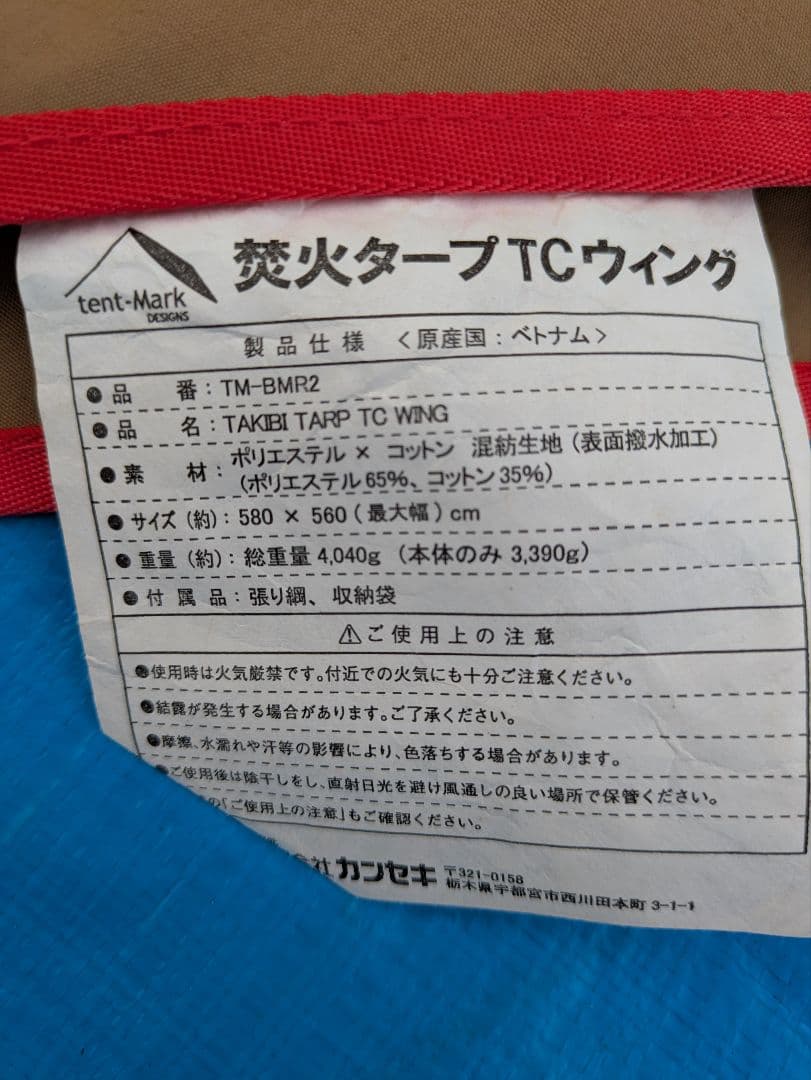 tent-Mark
DESIGNS
焚火タープTCウィング
製品仕様 〈原産国：ベトナム〉
●品 番：TM-BMR2
●品 名：TAKIBI TARP TC WING
●素 材：ポリエステル × コットン 混紡生地（表面撥水加工）
（ポリエステル65%、コットン35%）
●サイズ（約）：580 × 560（最大幅）cm
●重量（約）：総重量 4,040g （本体のみ 3,390g）
●付属品：張り綱、収納袋
⚠ご使用上の注意
●使用時は火気厳禁です。付近での火気にも十分ご注意ください。
●結露が発生する場合があります。ご了承ください。
●摩擦、水濡れや汗等の影響により、色落ちする場合があります。
●ご使用後は陰干しをし、直射日光を避け風通しの良い場所で保管ください。
の「ご使用上の注意」もご確認ください。
会社 カンセキ 〒321-0158
栃木県宇都宮市西川田本町 3-1-1